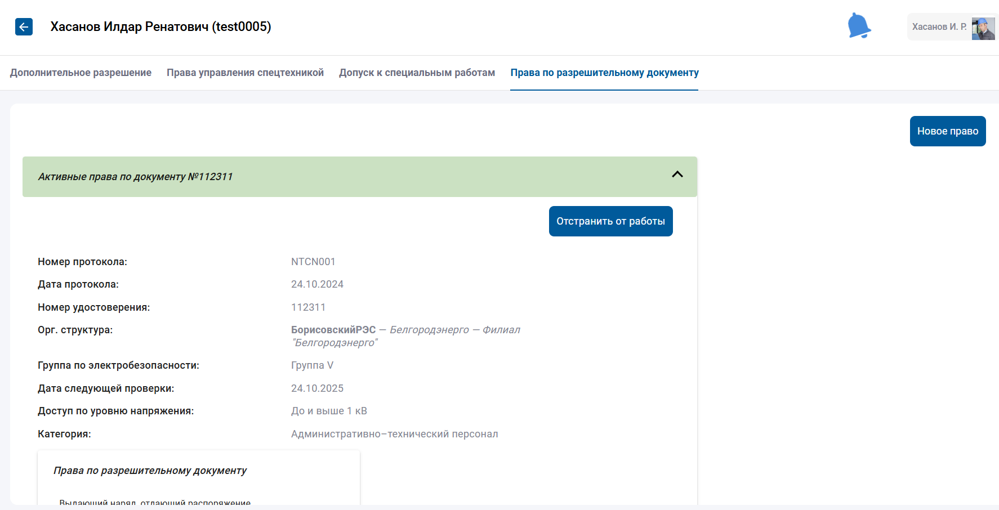 Хасанов Илдар Ренатович (test0005)
Хасанов И. Р.
Дополнительное разрешение
Права управления спецтехникой
Допуск к специальным работам
Права по разрешительному документу
Новое право
Активные права по документу №112311
Отстранить от работы
Номер протокола: NTCN001
Дата протокола: 24.10.2024
Номер удостоверения: 112311
Орг. структура: БорисовскийРЭС — Белгородэнерго — Филиал
"Белгородэнерго"
Группа по электробезопасности: Группа V
Дата следующей проверки: 24.10.2025
Доступ по уровню напряжения: До и выше 1 кВ
Категория: Административно–технический персонал
Права по разрешительному документу
Выдающий наряд, отдающий распоряжение